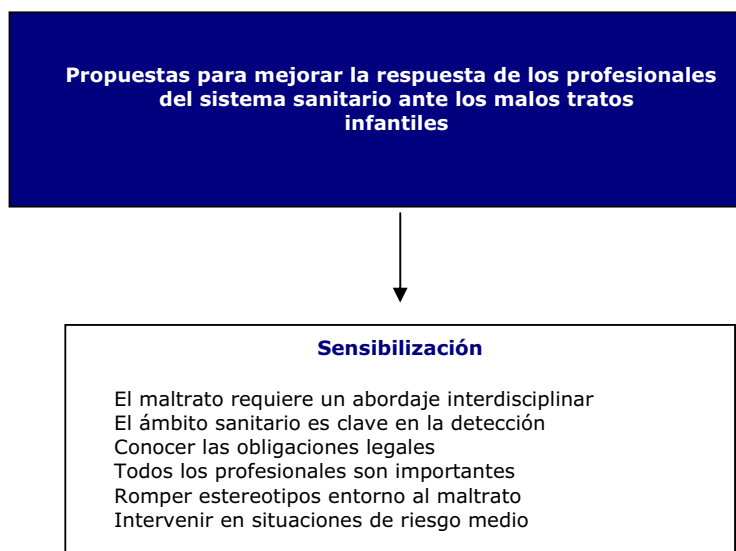 Propuestas para mejorar la respuesta de los profesionales
del sistema sanitario ante los malos tratos
infantiles
Sensibilización
El maltrato requiere un abordaje interdisciplinar
El ámbito sanitario es clave en la detección
Conocer las obligaciones legales
Todos los profesionales son importantes
Romper estereotipos entorno al maltrato
Intervenir en situaciones de riesgo medio